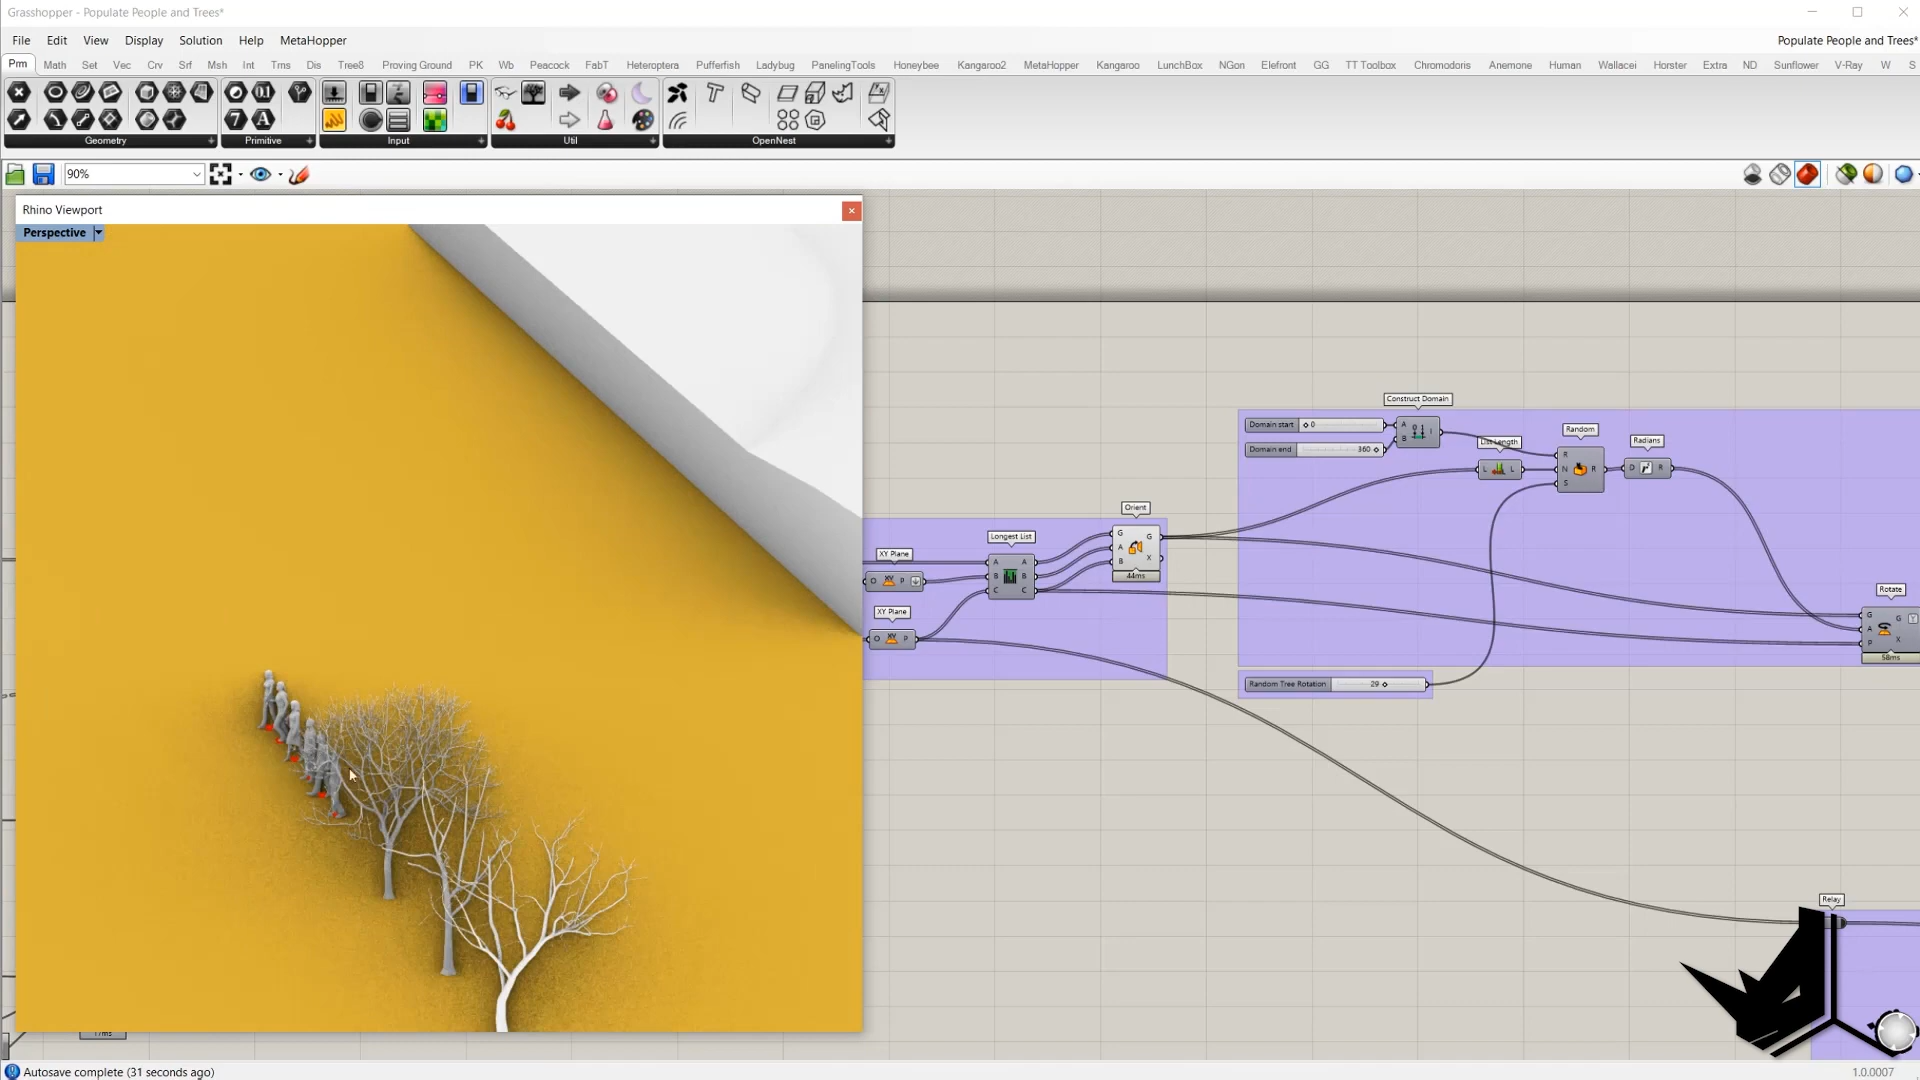 Grasshopper - Populate People and Trees*
File Edit View Display Solution Help MetaHopper
Populate People and Trees*
Prm Math Set Vec Crv Srf Msh Int Trns Dis Tree8 Proving Ground PK Wb Peacock FabT Heteroptera Pufferfish Ladybug PanelingTools Honeybee Kangaroo2 MetaHopper Kangaroo LunchBox NGon Elefront GG TT Toolbox Chromodoris Anemone Human Wallacei Horster Extra ND Sunflower V-Ray W S
Geometry Primitive Input Util OpenNest
90%
Rhino Viewport
Perspective
Construct Domain
Domain start 0
A B I
Domain end 360
List Length
L L
Random
R N S R
Radians
D R
Orient
G A B G X
44ms
Longest List
A B C A B C
XY Plane
O P
XY Plane
O P
Rotate
G A P G X
58ms
Random Tree Rotation 29
Relay
17ms
Autosave complete (31 seconds ago)
1.0.0007